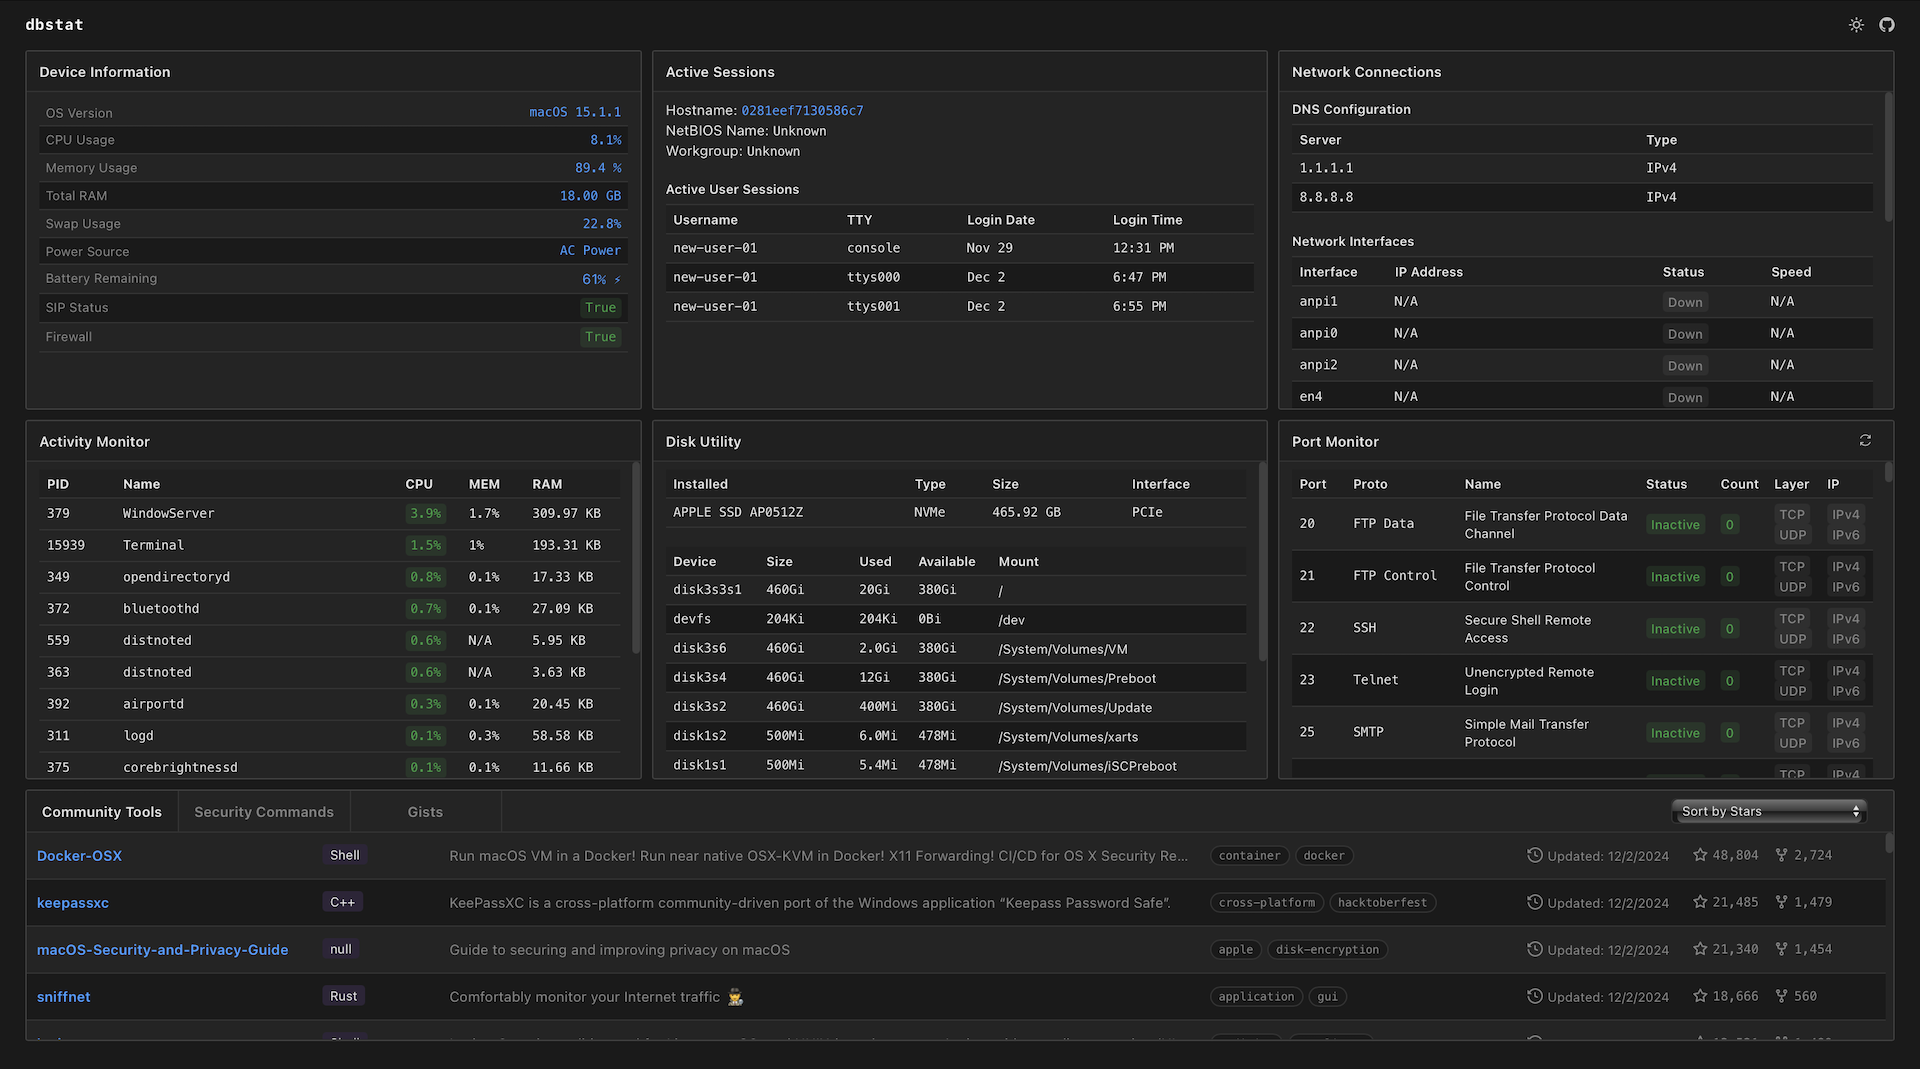 dbstat
Device Information
OS Version macOS 15.1.1
CPU Usage 8.1%
Memory Usage 89.4 %
Total RAM 18.00 GB
Swap Usage 22.8%
Power Source AC Power
Battery Remaining 61% ⚡
SIP Status True
Firewall True
Active Sessions
Hostname: 0281eef7130586c7
NetBIOS Name: Unknown
Workgroup: Unknown
Active User Sessions
Username TTY Login Date Login Time
new-user-01 console Nov 29 12:31 PM
new-user-01 ttys000 Dec 2 6:47 PM
new-user-01 ttys001 Dec 2 6:55 PM
Network Connections
DNS Configuration
Server Type
1.1.1.1 IPv4
8.8.8.8 IPv4
Network Interfaces
Interface IP Address Status Speed
anpi1 N/A Down N/A
anpi0 N/A Down N/A
anpi2 N/A Down N/A
en4 N/A Down N/A
Activity Monitor
PID Name CPU MEM RAM
379 WindowServer 3.9% 1.7% 309.97 KB
15939 Terminal 1.5% 1% 193.31 KB
349 opendirectoryd 0.8% 0.1% 17.33 KB
372 bluetoothd 0.7% 0.1% 27.09 KB
559 distnoted 0.6% N/A 5.95 KB
363 distnoted 0.6% N/A 3.63 KB
392 airportd 0.3% 0.1% 20.45 KB
311 logd 0.1% 0.3% 58.58 KB
375 corebrightnessd 0.1% 0.1% 11.66 KB
Disk Utility
Installed Type Size Interface
APPLE SSD AP0512Z NVMe 465.92 GB PCIe
Device Size Used Available Mount
disk3s3s1 460Gi 20Gi 380Gi /
devfs 204Ki 204Ki 0Bi /dev
disk3s6 460Gi 2.0Gi 380Gi /System/Volumes/VM
disk3s4 460Gi 12Gi 380Gi /System/Volumes/Preboot
disk3s2 460Gi 400Mi 380Gi /System/Volumes/Update
disk1s2 500Mi 6.0Mi 478Mi /System/Volumes/xarts
disk1s1 500Mi 5.4Mi 478Mi /System/Volumes/iSCPreboot
Port Monitor
Port Proto Name Status Count Layer IP
20 FTP Data File Transfer Protocol Data Channel Inactive 0 TCP UDP IPv4 IPv6
21 FTP Control File Transfer Protocol Control Inactive 0 TCP UDP IPv4 IPv6
22 SSH Secure Shell Remote Access Inactive 0 TCP UDP IPv4 IPv6
23 Telnet Unencrypted Remote Login Inactive 0 TCP UDP IPv4 IPv6
25 SMTP Simple Mail Transfer Protocol Inactive 0 TCP UDP IPv4 IPv6
TCP IPv4
Community Tools Security Commands Gists Sort by Stars
Docker-OSX Shell Run macOS VM in a Docker! Run near native OSX-KVM in Docker! X11 Forwarding! CI/CD for OS X Security Re... container docker Updated: 12/2/2024 48,804 2,724
keepassxc C++ KeePassXC is a cross-platform community-driven port of the Windows application “Keepass Password Safe”. cross-platform hacktoberfest Updated: 12/2/2024 21,485 1,479
macOS-Security-and-Privacy-Guide null Guide to securing and improving privacy on macOS apple disk-encryption Updated: 12/2/2024 21,340 1,454
sniffnet Rust Comfortably monitor your Internet traffic 🕵️ application gui Updated: 12/2/2024 18,666 560